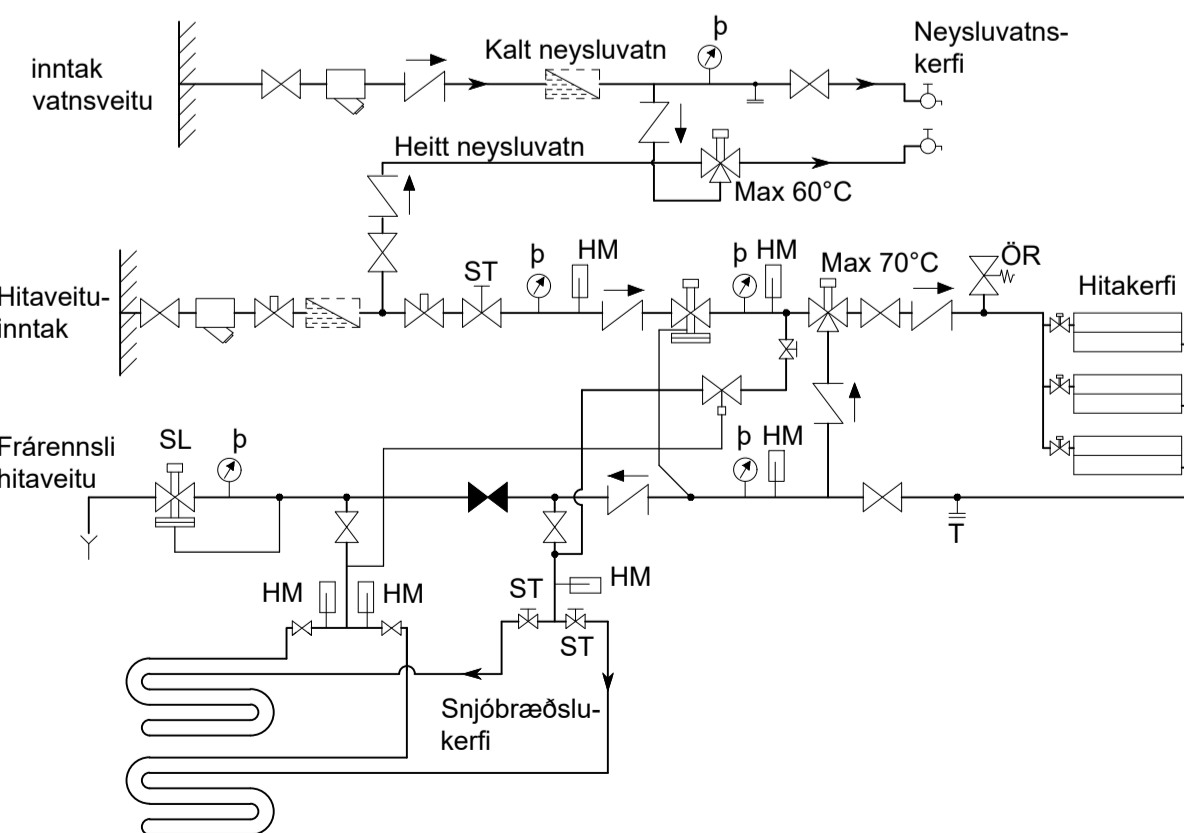 þ
Neysluvatns-
kerfi
Kalt neysluvatn
inntak
vatnsveitu
Heitt neysluvatn
Max 60°C
ST
þ
HM
þ
HM
Max 70°C
ÖR
Hitakerfi
Hitaveitu-
inntak
Frárennsli
hitaveitu
SL
þ
þ
HM
T
HM
HM
ST
HM
ST
Snjóbræðslu-
kerfi